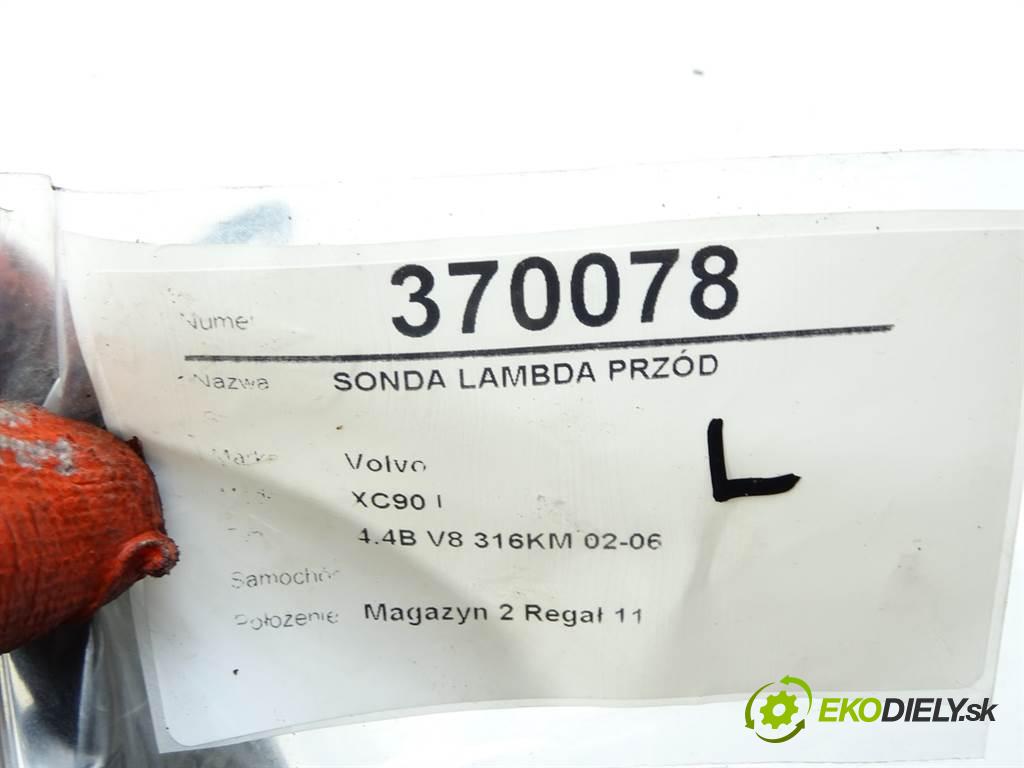 Numer 370078
Nazwa SONDA LAMBDA PRZÓD
L
Volvo
XC90 I
4.4B V8 316KM 02-06
Samochód
Położenie Magazyn 2 Regał 11
EKODIELY.sk